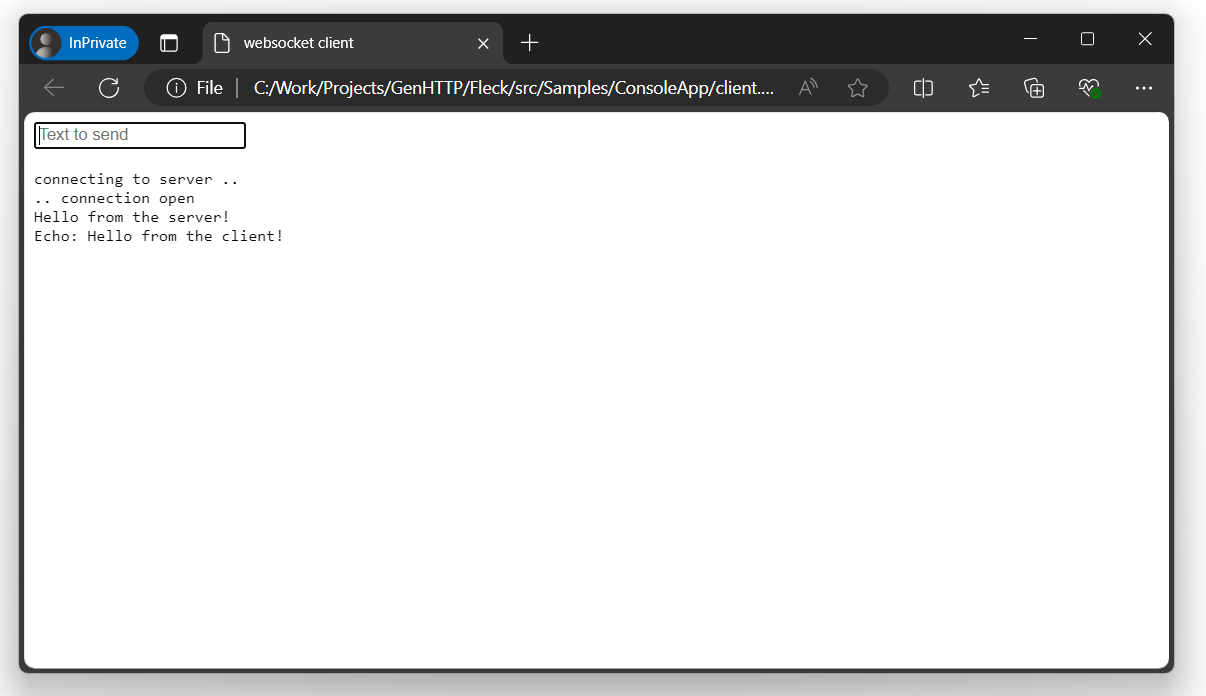 InPrivate
websocket client
File
C:/Work/Projects/GenHTTP/Fleck/src/Samples/ConsoleApp/client....
Text to send
connecting to server ..
.. connection open
Hello from the server!
Echo: Hello from the client!